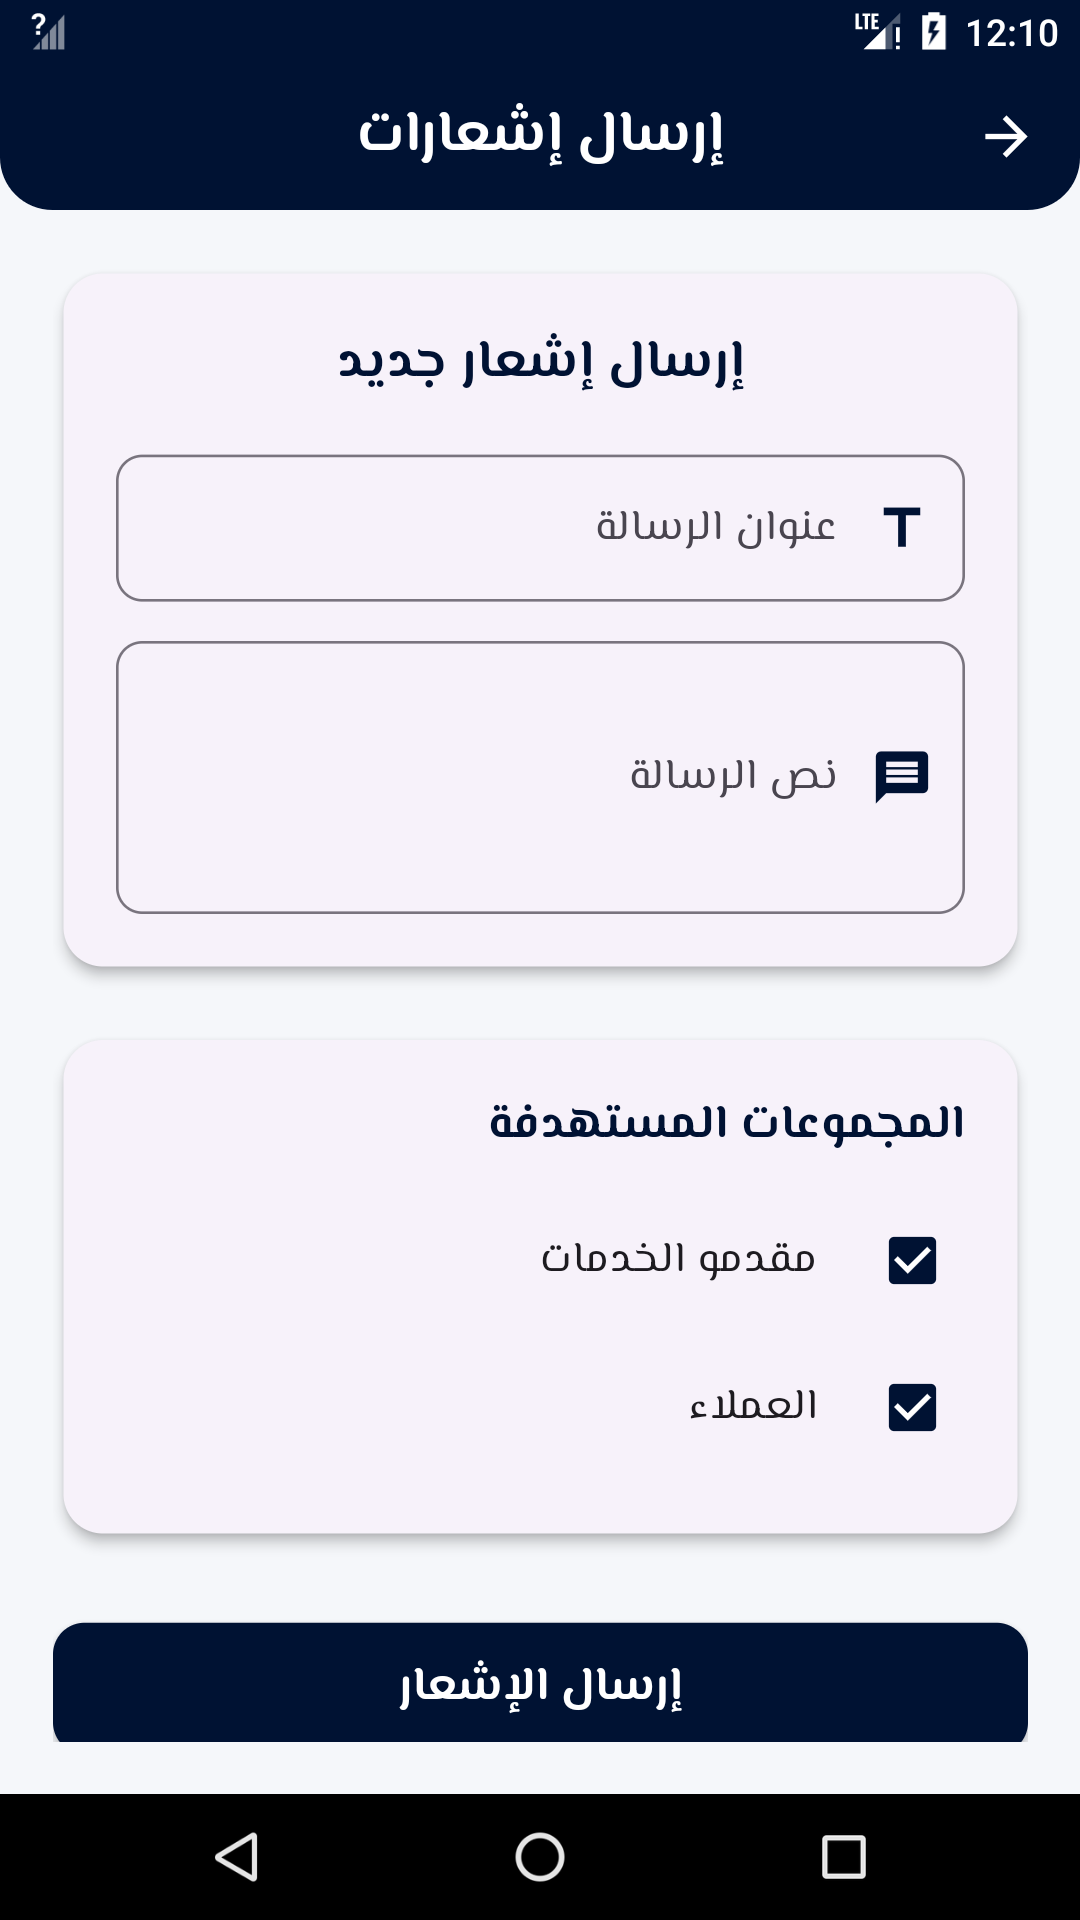 ? LTE ! 12:10
إرسال إشعارات
إرسال إشعار جديد
عنوان الرسالة
نص الرسالة
المجموعات المستهدفة
مقدمو الخدمات
العملاء
إرسال الإشعار